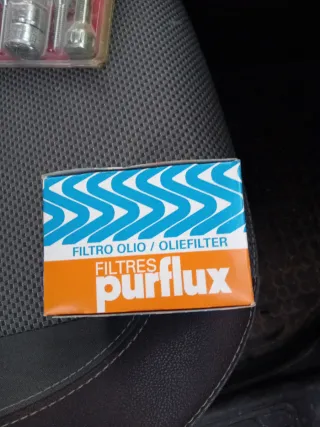 FILTRO OLIO / OLIEFILTER
FILTRES
purflux